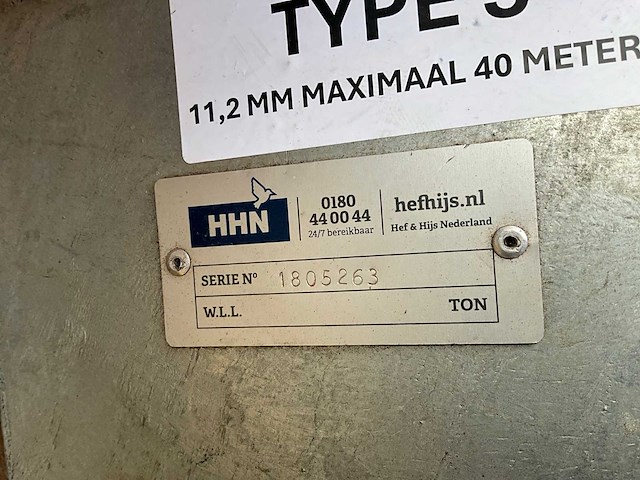 TYPE
11,2 MM MAXIMAAL 40 METER
HHN
0180
44 00 44
24/7 bereikbaar
hefhijs.nl
Hef & Hijs Nederland
SERIE Nº 1805263
W.L.L. TON